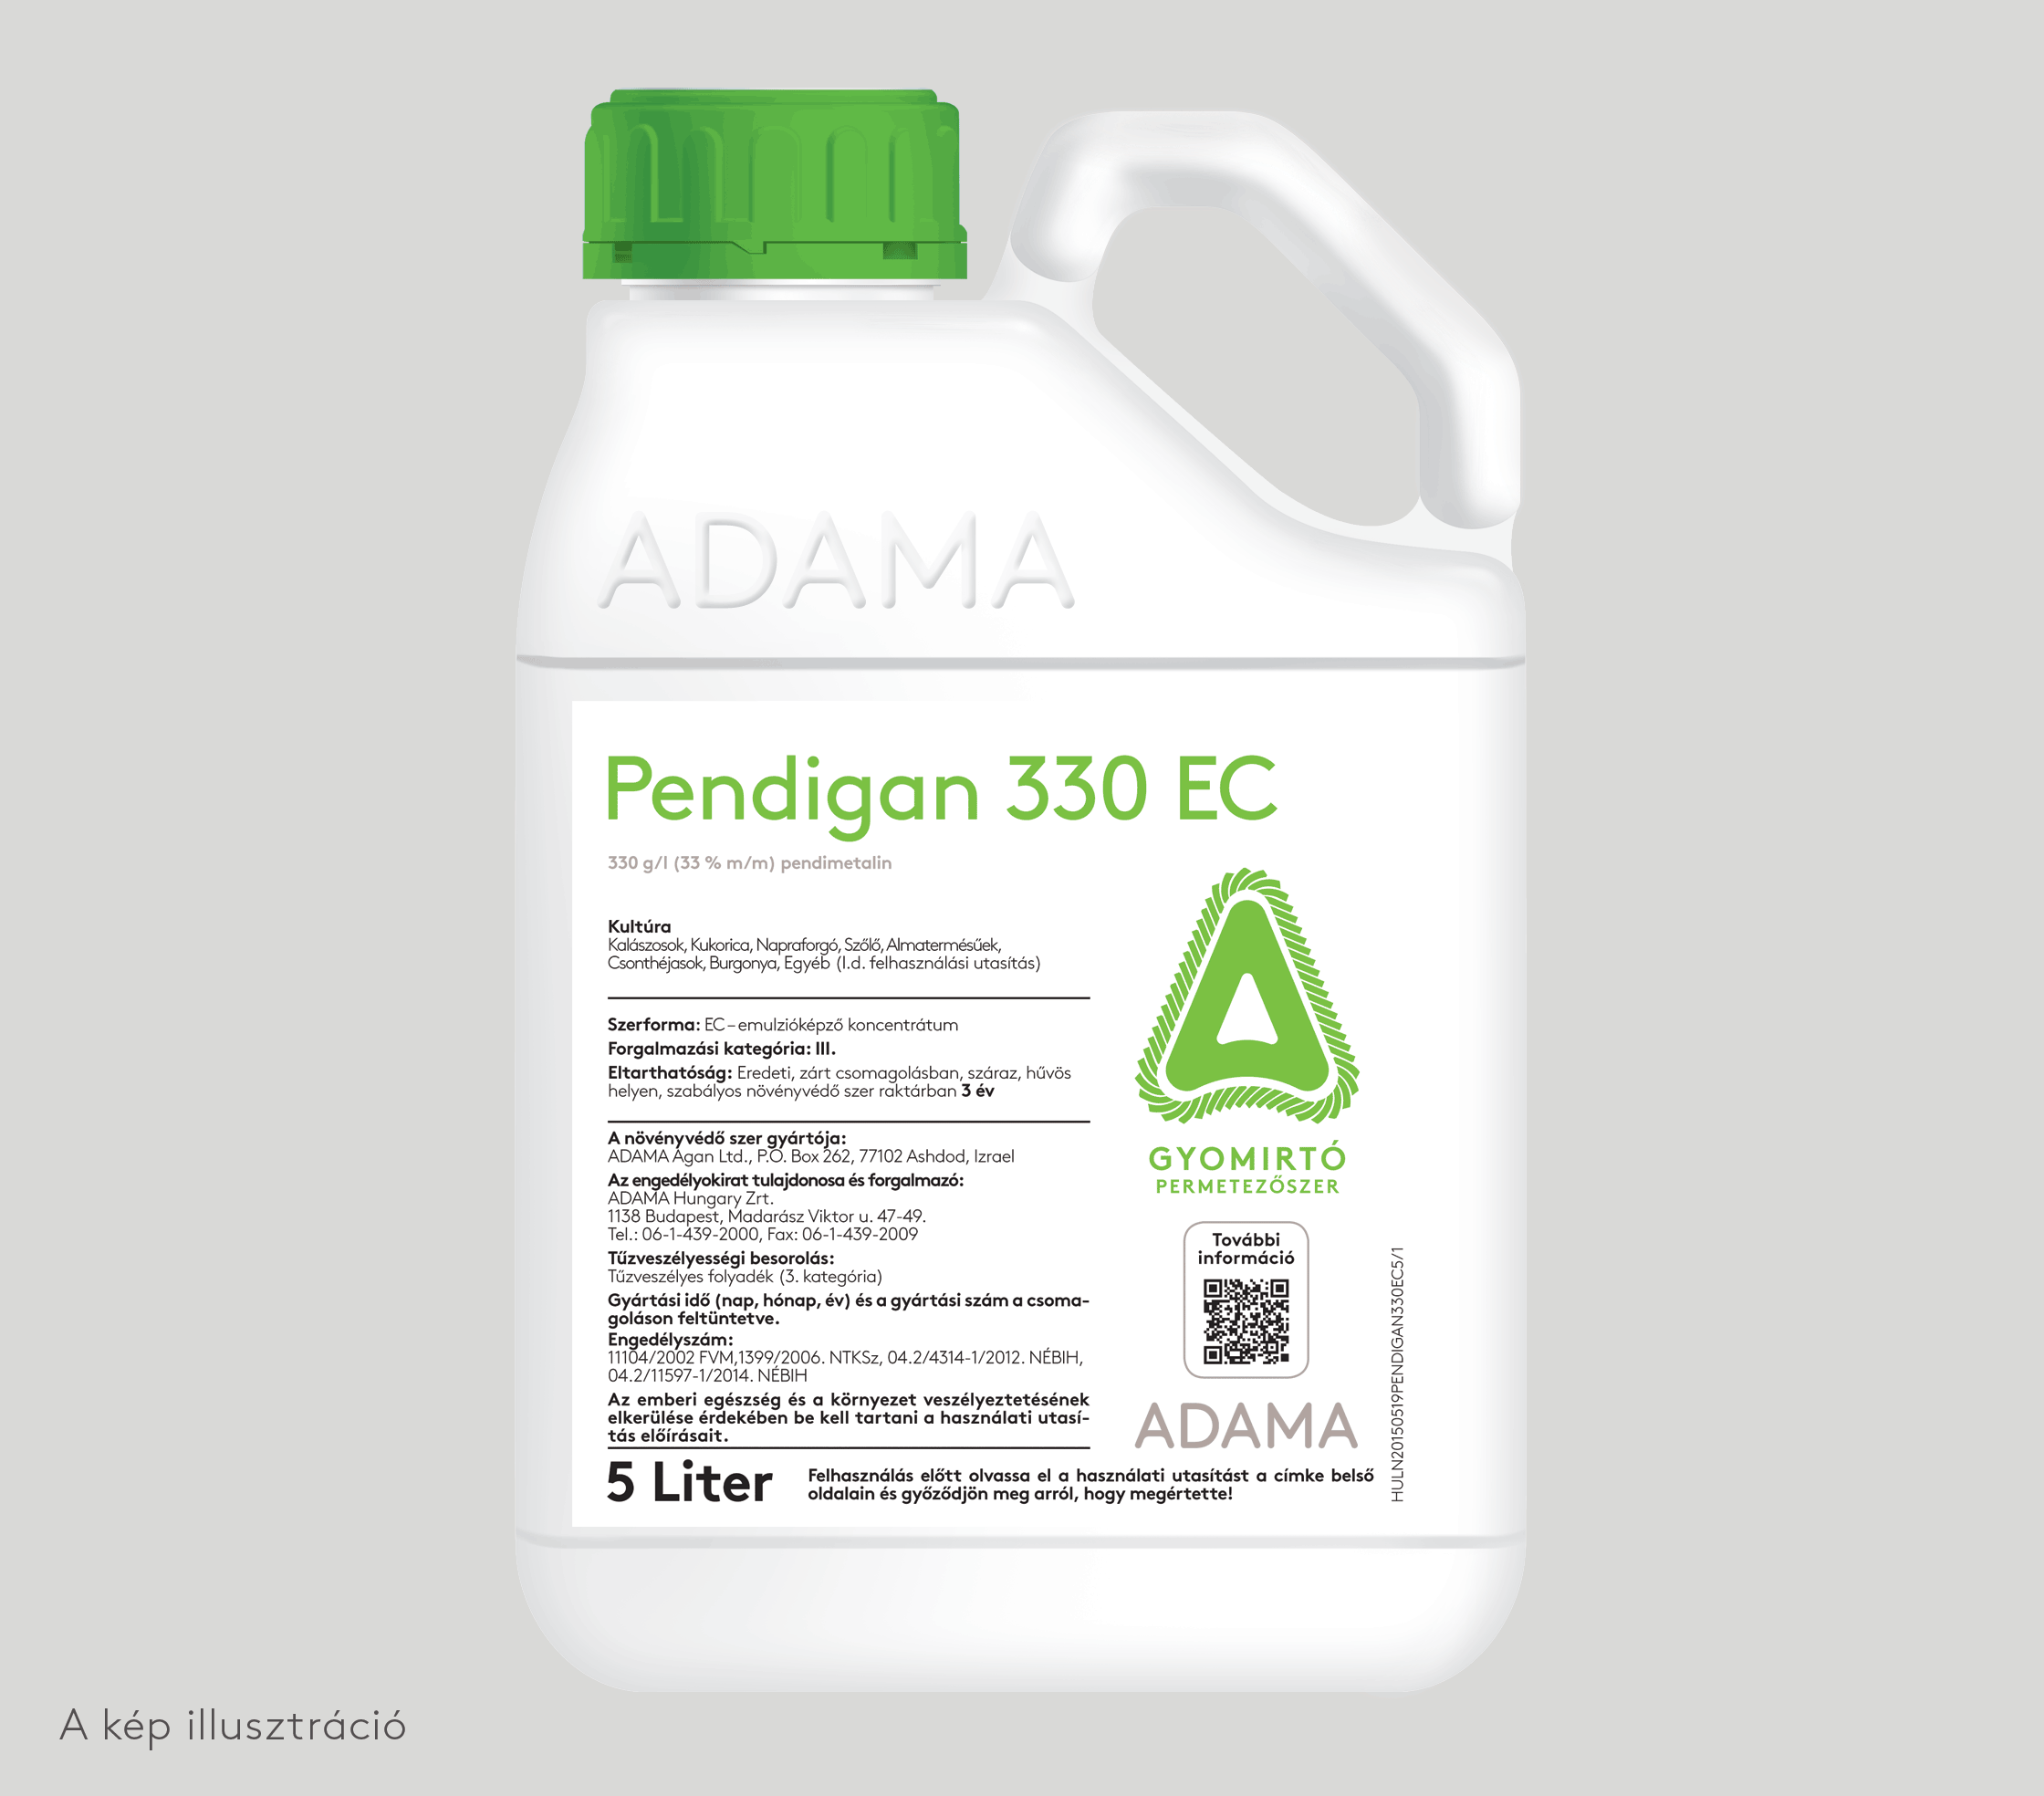 ADAMA
Pendigan 330 EC
330 g/l (33 % m/m) pendimetalin
Kultúra
Kalászosok, Kukorica, Napraforgó, Szőlő, Almatermésűek,
Csonthéjasok, Burgonya, Egyéb (l.d. felhasználási utasítás)
Szerforma: EC – emulzióképző koncentrátum
Forgalmazási kategória: III.
Eltarthatóság: Eredeti, zárt csomagolásban, száraz, hűvös
helyen, szabályos növényvédő szer raktárban 3 év
A növényvédő szer gyártója:
ADAMA Agan Ltd., P.O. Box 262, 77102 Ashdod, Izrael
Az engedélyokirat tulajdonosa és forgalmazó:
ADAMA Hungary Zrt.
1138 Budapest, Madarász Viktor u. 47-49.
Tel.: 06-1-439-2000, Fax: 06-1-439-2009
Tűzveszélyességi besorolás:
Tűzveszélyes folyadék (3. kategória)
Gyártási idő (nap, hónap, év) és a gyártási szám a csoma-
goláson feltüntetve.
Engedélyszám:
11104/2002 FVM,1399/2006. NTKSz, 04.2/4314-1/2012. NÉBIH,
04.2/11597-1/2014. NÉBIH
Az emberi egészség és a környezet veszélyeztetésének
elkerülése érdekében be kell tartani a használati utasí-
tás előírásait.
GYOMIRTÓ
PERMETEZŐSZER
További
információ
ADAMA
HULN20150519PENDIGAN330EC5/1
5 Liter
Felhasználás előtt olvassa el a használati utasítást a címke belső
oldalain és győződjön meg arról, hogy megértette!
A kép illusztráció